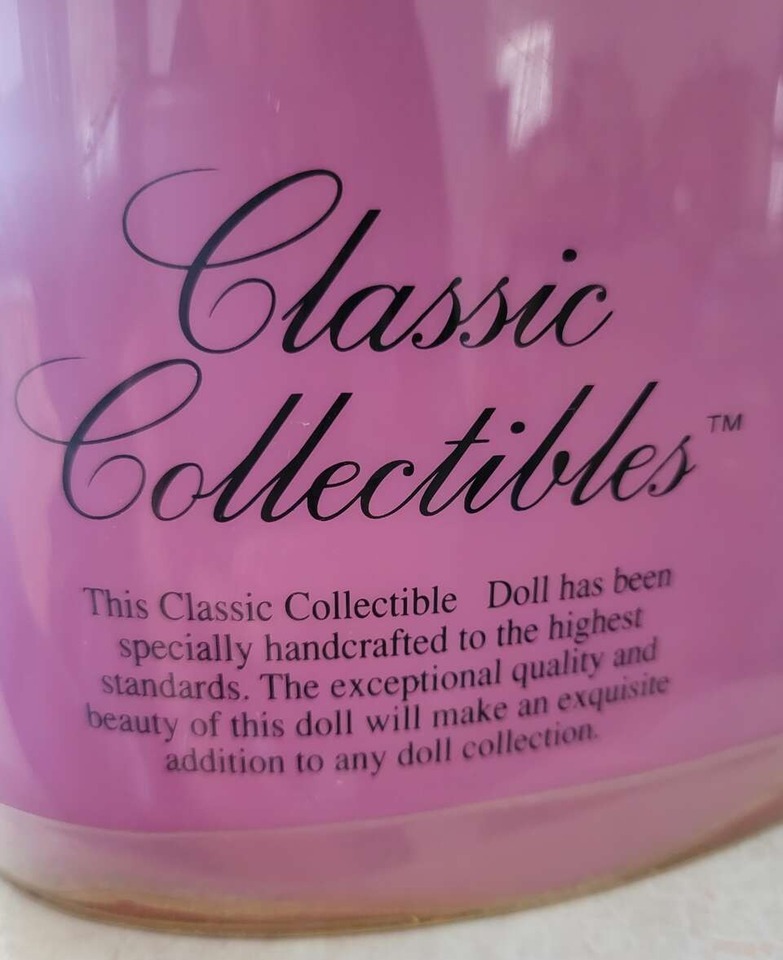 Classic
Collectibles™
This Classic Collectible Doll has been
specially handcrafted to the highest
standards. The exceptional quality and
beauty of this doll will make an exquisite
addition to any doll collection.